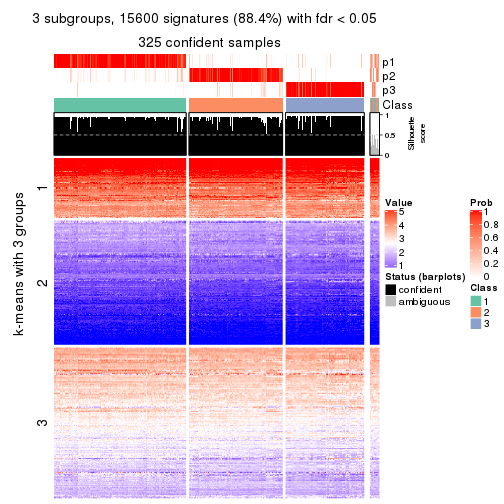 3 subgroups, 15600 signatures (88.4%) with fdr < 0.05
325 confident samples
p1
p2
p3
Class
1
0.5
0
Silhouette
score
k-means with 3 groups
1
2
3
Value
5
4
3
2
1
Status (barplots)
confident
ambiguous
Prob
1
0.8
0.6
0.4
0.2
0
Class
1
2
3